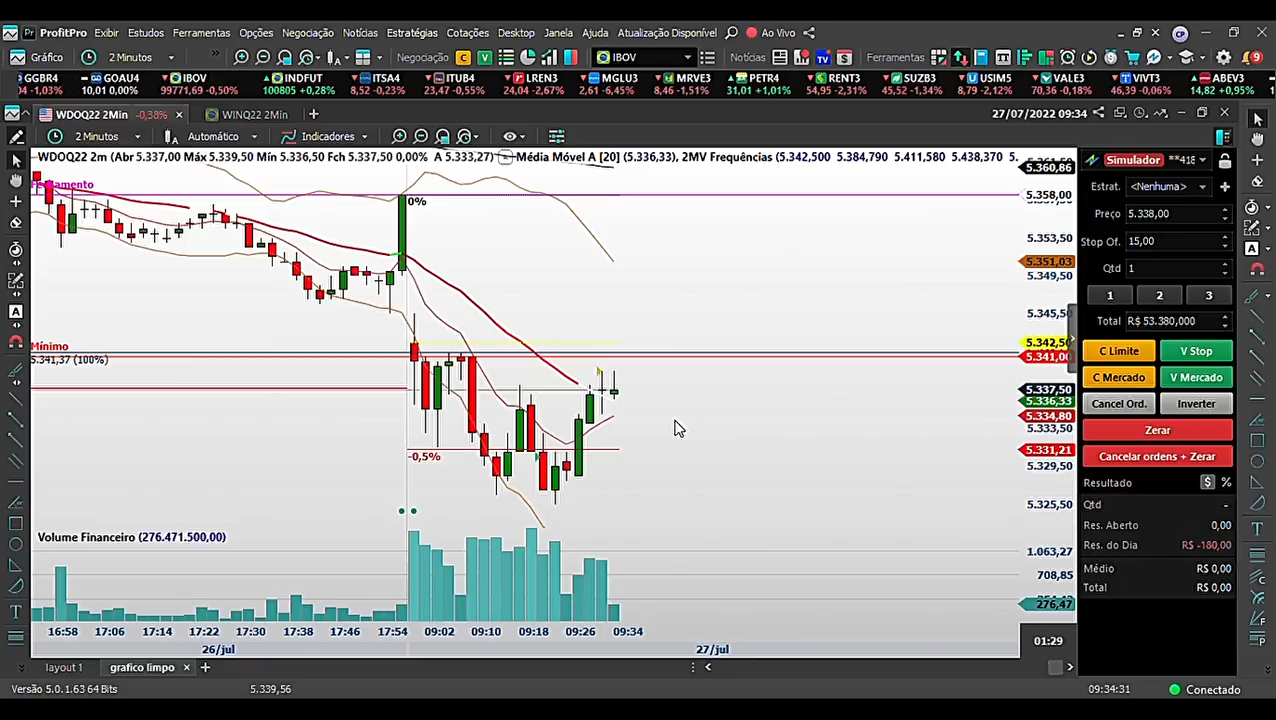 ProfitPro Exibir Estudos Ferramentas Opções Negociação Notícias Estratégias Cotações Desktop Janela Ajuda Atualização Disponível Ao Vivo CP
Gráfico 2 Minutos » Negociação C V IBOV Notícias TV $ Ferramentas 9
GGBR4 GOAU4 IBOV INDFUT ITSA4 ITUB4 LREN3 MGLU3 MRVE3 PETR4 RENT3 SUZB3 USIM5 VALE3 VIVT3 ABEV3
-1,03% 10,01 0,00% 99771,69 -0,50% 100805 +0,28% 8,52 -0,23% 23,47 -0,55% 24,04 -2,67% 2,61 -6,45% 8,46 -1,51% 31,01 +1,01% 54,95 -2,31% 45,52 -1,34% 8,79 -2,12% 70,36 -0,18% 46,39 -0,06% 14,42 
WDOQ22 2Min -0,38% × WINQ22 2Min + 27/07/2022 09:34
2 Minutos Automático Indicadores
WDOQ22 2m (Abr 5.337,00 Máx 5.339,50 Mín 5.336,50 Fch 5.337,50 0,00% A 5.333,27) Média Móvel A [20] (5.336,33), 2MV Frequências (5.342,500 5.384,790 5.411,580 5.438,370 5.
5.360,86
Fechamento
5.358,00
0%
5.353,50
5.351,03
5.349,50
5.345,50
Mínimo
5.342,50
5.341,37 (100%)
5.341,00
5.337,50
5.336,33
5.334,80
5.333,50
-0,5%
5.331,21
5.329,50
5.325,50
Volume Financeiro (276.471.500,00)
1.063,27
708,85
276,47
16:58 17:06 17:14 17:22 17:30 17:38 17:46 17:54 09:02 09:10 09:18 09:26 09:34
26/jul 27/jul 01:29
Simulador **418
Estrat. <Nenhuma>
Preço 5.338,00
Stop Of. 15,00
Qtd 1
1 2 3
Total R$ 53.380,000
C Limite V Stop
C Mercado V Mercado
Cancel Ord. Inverter
Zerar
Cancelar ordens + Zerar
Resultado $ %
Qtd -
Res. Aberto 0,00
Res. do Dia R$ -180,00
Médio R$ 0,00
Total R$ 0,00
layout 1 grafico limpo × +
Versão 5.0.1.63 64 Bits 5.339,56 09:34:31 Conectado